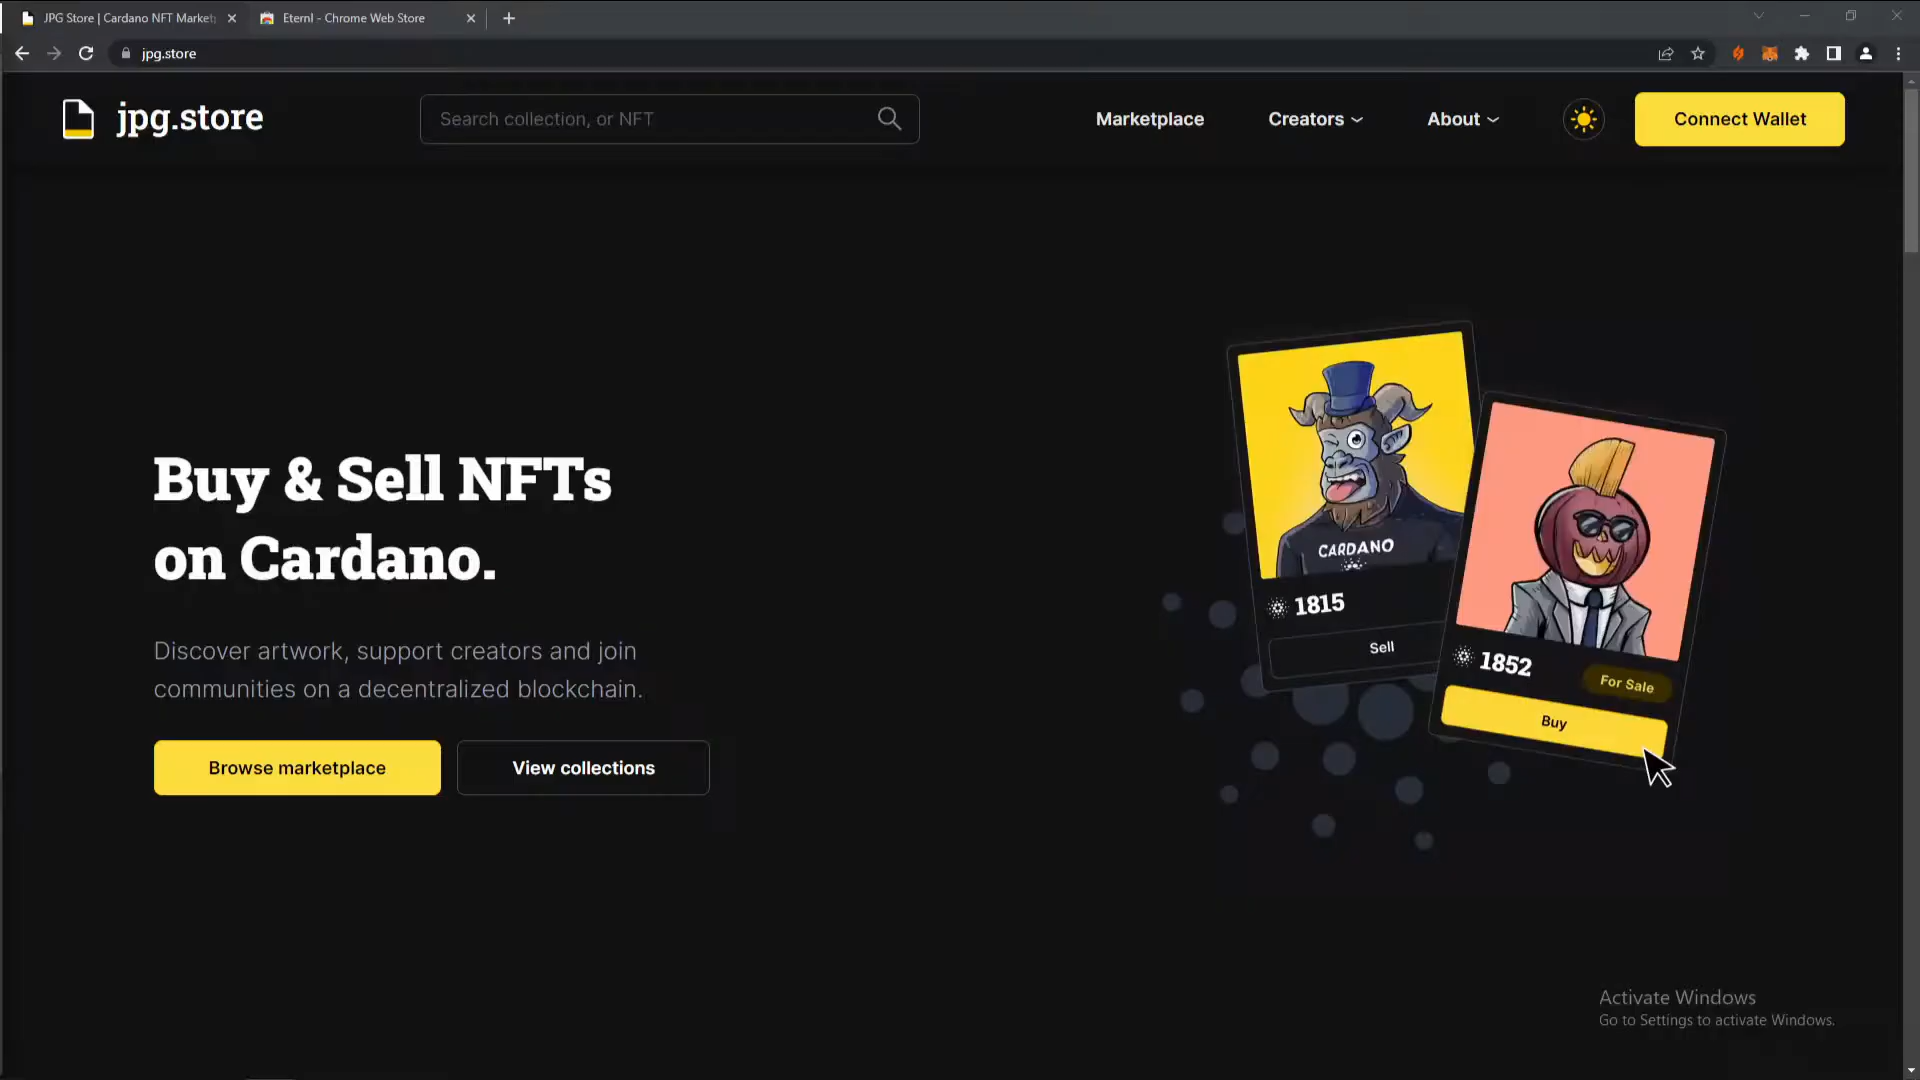 JPG Store | Cardano NFT Market
Eternl - Chrome Web Store
jpg.store
jpg.store
Search collection, or NFT
Marketplace
Creators
About
Connect Wallet
Buy & Sell NFTs
on Cardano.
Discover artwork, support creators and join
communities on a decentralized blockchain.
Browse marketplace
View collections
CARDANO
1815
Sell
1852
For Sale
Buy
Activate Windows
Go to Settings to activate Windows.